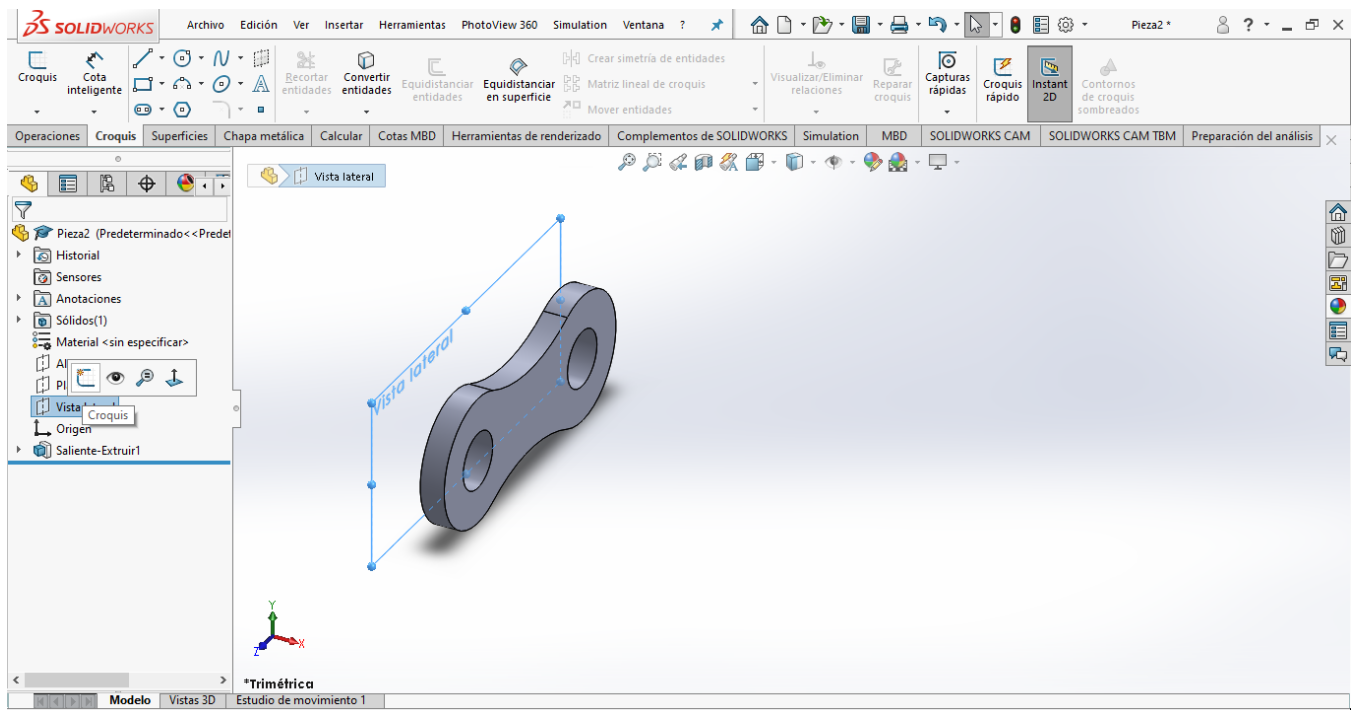 SOLIDWORKS Archivo Edición Ver Insertar Herramientas PhotoView 360 Simulation Ventana ? Pieza2 * ?
Croquis Cota inteligente Recortar entidades Convertir entidades Equidistanciar entidades Equidistanciar en superficie Crear simetría de entidades Matriz lineal de croquis Mover entidades Visualizar/Eliminar relaciones Reparar croquis Capturas rápidas Croquis rápido Instant 2D Contornos de croquis sombreados
Operaciones Croquis Superficies Chapa metálica Calcular Cotas MBD Herramientas de renderizado Complementos de SOLIDWORKS Simulation MBD SOLIDWORKS CAM SOLIDWORKS CAM TBM Preparación del análisis
Vista lateral
Pieza2 (Predeterminado<<Predet
Historial
Sensores
Anotaciones
Sólidos(1)
Material <sin especificar>
Al
Pl
Vista
Croquis
Origen
Saliente-Extruir1
Vista lateral
Y
X
Z
*Trimétrica
Modelo Vistas 3D Estudio de movimiento 1